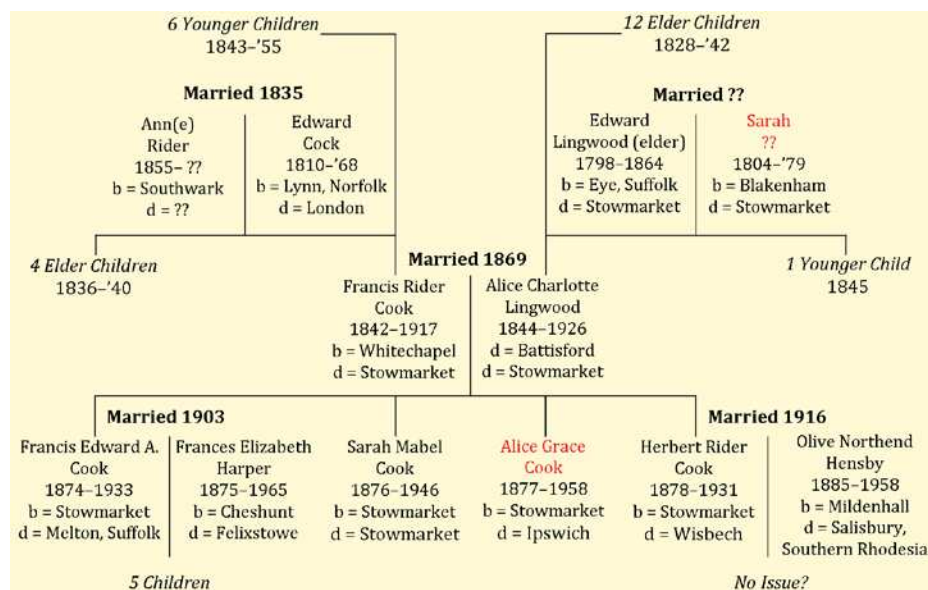 6 Younger Children
1843–'55
12 Elder Children
1828–'42
Married 1835
Ann(e)
Rider
1855– ??
b = Southwark
d = ??
Edward
Cock
1810–'68
b = Lynn, Norfolk
d = London
Married ??
Edward
Lingwood (elder)
1798–1864
b = Eye, Suffolk
d = Stowmarket
Sarah
??
1804–'79
b = Blakenham
d = Stowmarket
4 Elder Children
1836–'40
Married 1869
1 Younger Child
1845
Francis Rider
Cook
1842–1917
b = Whitechapel
d = Stowmarket
Alice Charlotte
Lingwood
1844–1926
d = Battisford
d = Stowmarket
Married 1903
Francis Edward A.
Cook
1874–1933
b = Stowmarket
d = Melton, Suffolk
Frances Elizabeth
Harper
1875–1965
b = Cheshunt
d = Felixstowe
Sarah Mabel
Cook
1876–1946
b = Stowmarket
d = Stowmarket
Alice Grace
Cook
1877–1958
b = Stowmarket
d = Ipswich
Married 1916
Herbert Rider
Cook
1878–1931
b = Stowmarket
d = Wisbech
Olive Northend
Hensby
1885–1958
b = Mildenhall
d = Salisbury,
Southern Rhodesia
5 Children
No Issue?